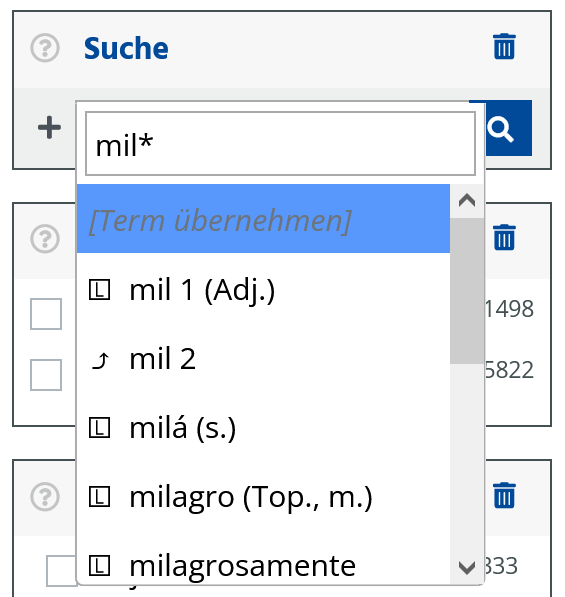 Suche
mil*
[Term übernehmen]
mil 1 (Adj.)
1498
mil 2
5822
milá (s.)
milagro (Top., m.)
milagrosamente
333